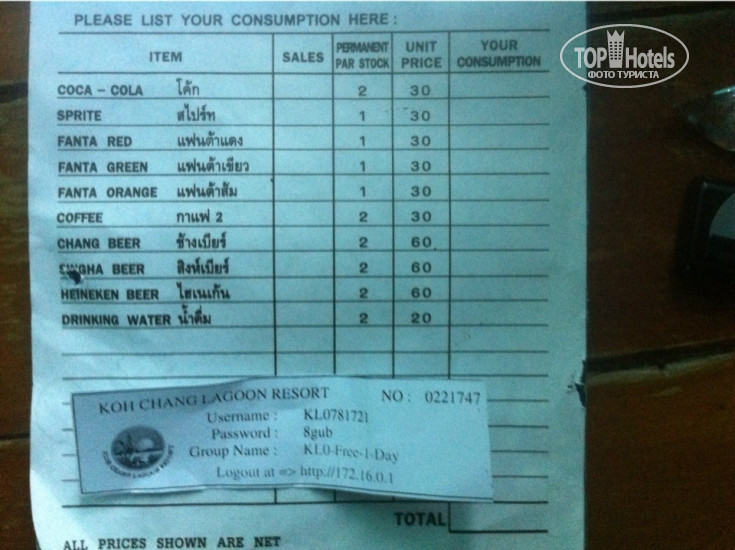 PLEASE LIST YOUR CONSUMPTION HERE :
ITEM SALES PERMANENT PAR STOCK UNIT PRICE YOUR CONSUMPTION
COCA - COLA โค้ก 2 30
SPRITE สไปร์ท 1 30
FANTA RED แฟนต้าแดง 1 30
FANTA GREEN แฟนต้าเขียว 1 30
FANTA ORANGE แฟนต้าส้ม 1 30
COFFEE กาแฟ 2 2 30
CHANG BEER ช้างเบียร์ 2 60
SINGHA BEER สิงห์เบียร์ 2 60
HEINEKEN BEER ไฮเนเก้น 2 60
DRINKING WATER น้ำดื่ม 2 20
KOH CHANG LAGOON RESORT NO : 0221747
Username : KL0781721
Password : 8gub
Group Name : KL0-Free-1-Day
Logout at => http://172.16.0.1
KOH CHANG LAGOON RESORT
TOTAL
ALL PRICES SHOWN ARE NET
TOP Hotels
ФОТО ТУРИСТА